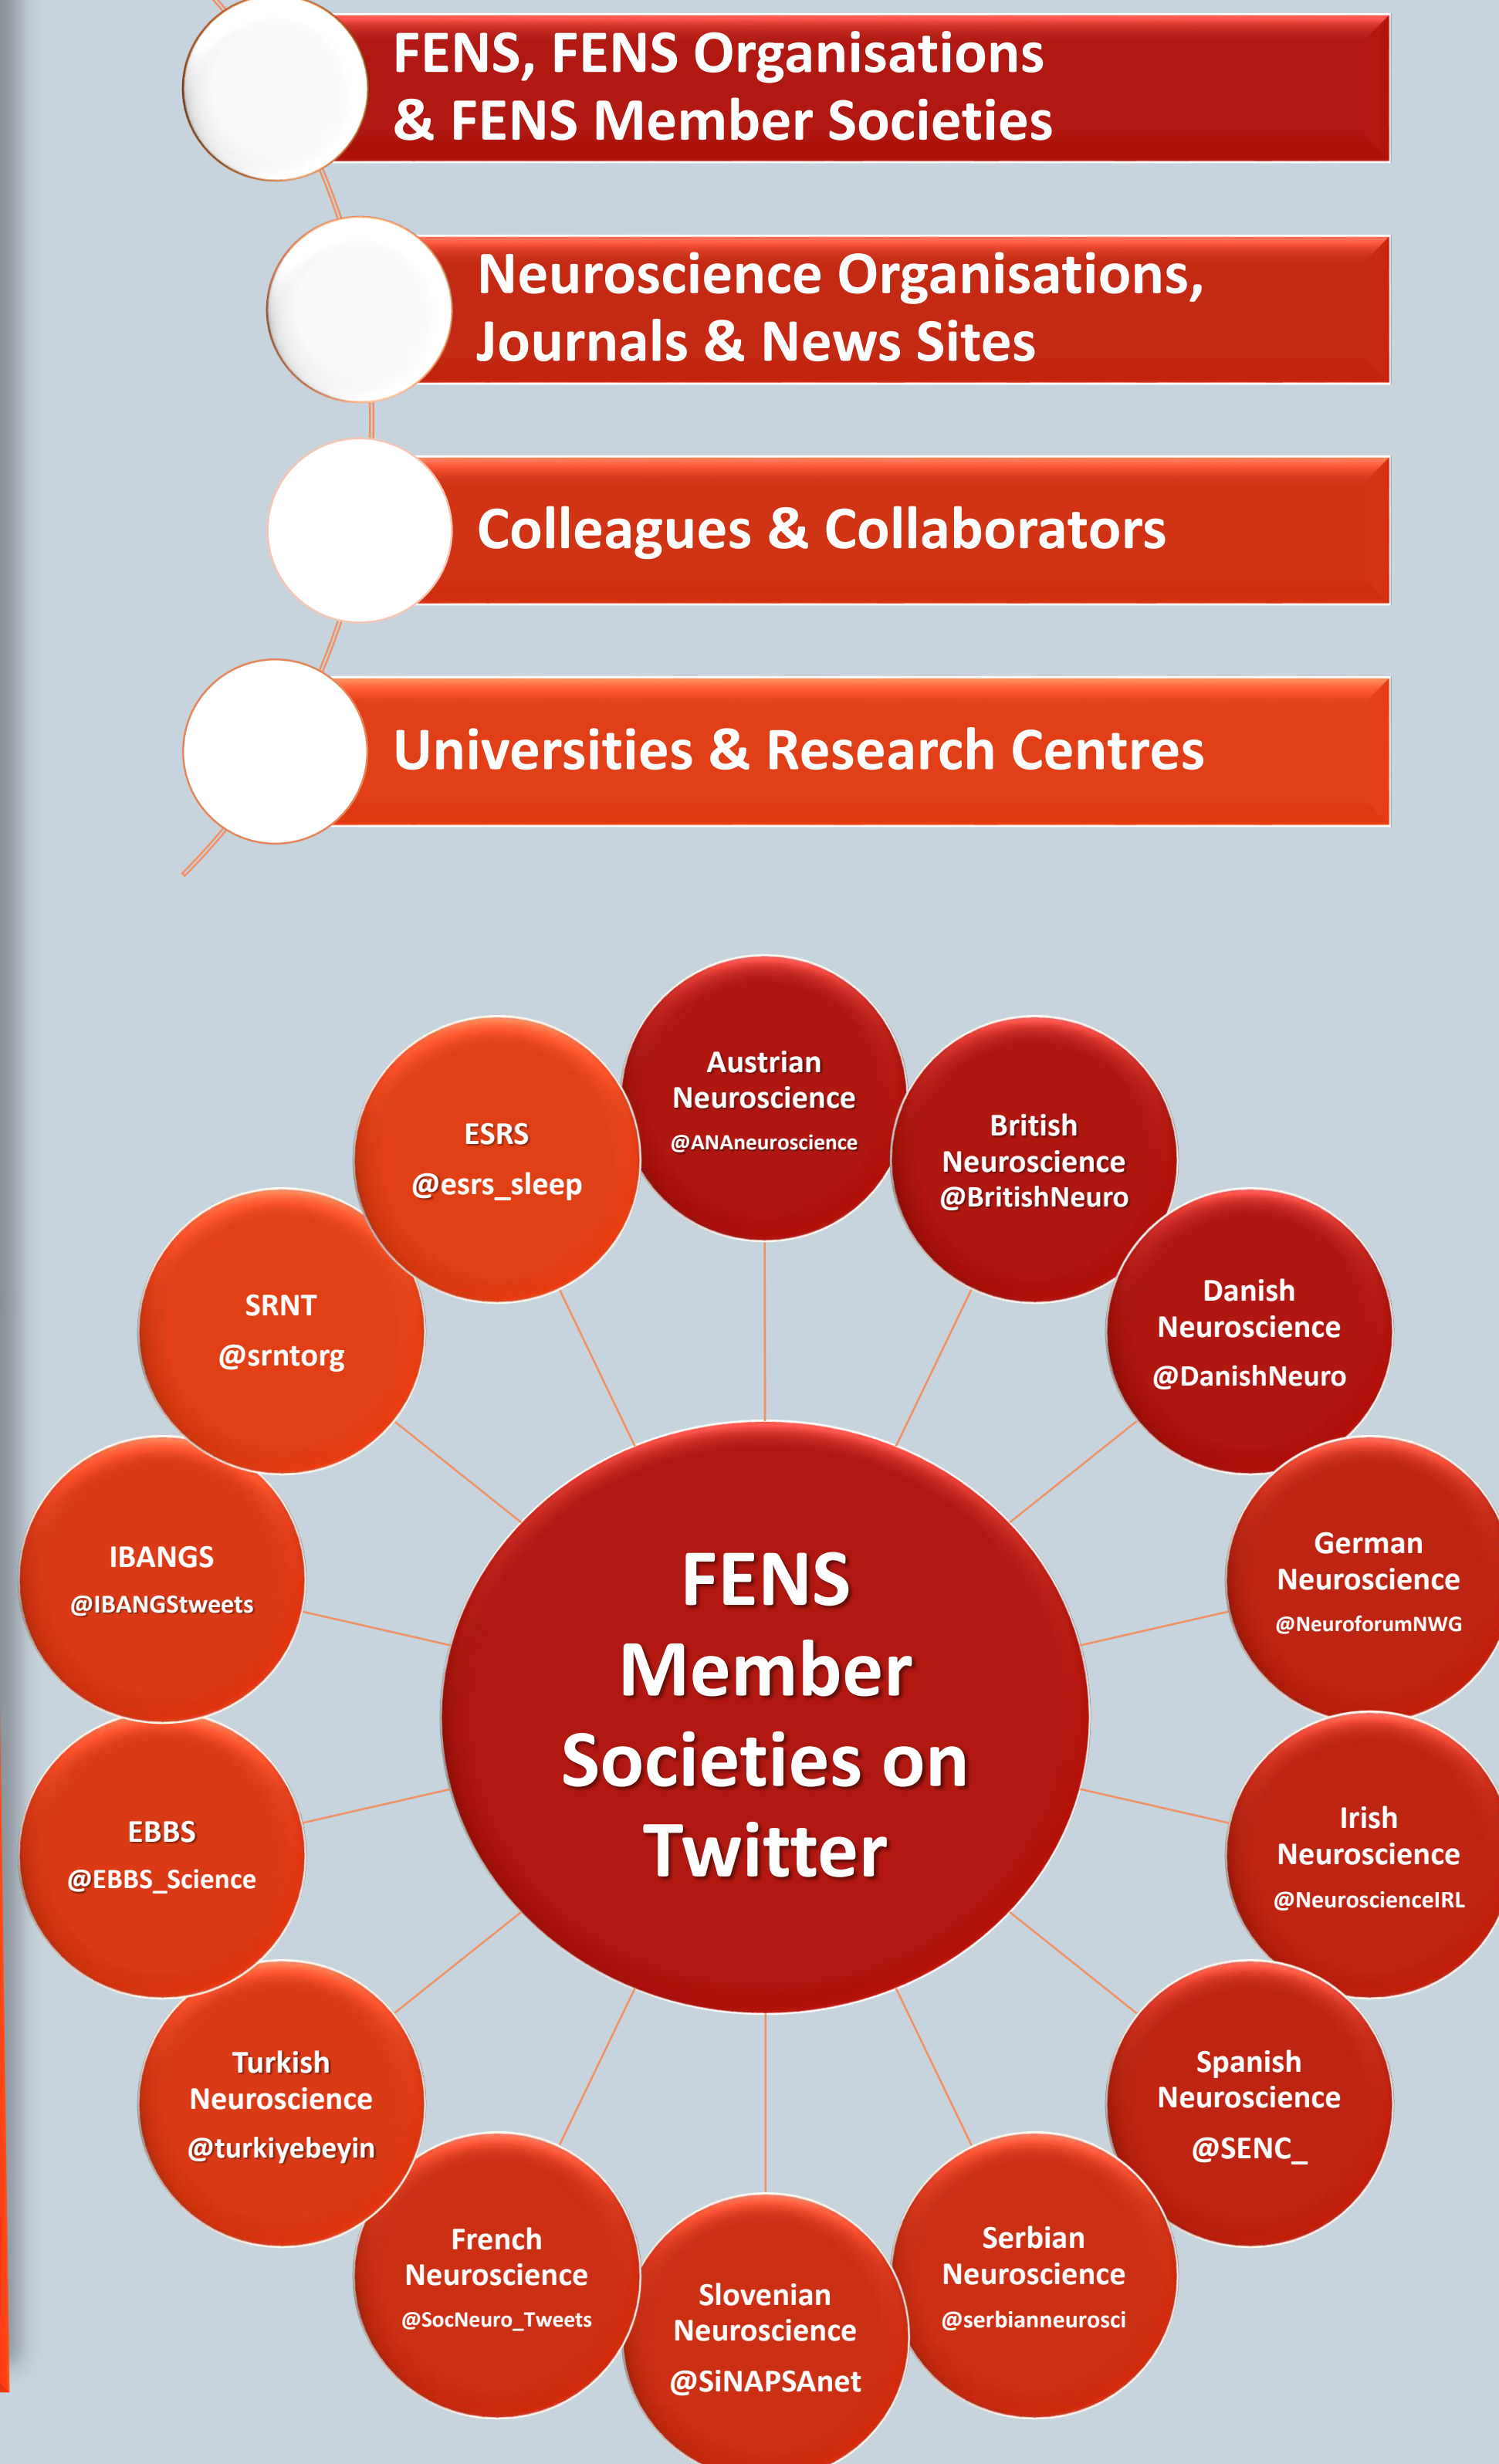 FENS, FENS Organisations
& FENS Member Societies
Neuroscience Organisations,
Journals & News Sites
Colleagues & Collaborators
Universities & Research Centres
Austrian
Neuroscience
@ANAneuroscience
British
Neuroscience
@BritishNeuro
Danish
Neuroscience
@DanishNeuro
German
Neuroscience
@NeuroforumNWG
Irish
Neuroscience
@NeuroscienceIRL
Spanish
Neuroscience
@SENC_
Serbian
Neuroscience
@serbianneurosci
Slovenian
Neuroscience
@SiNAPSAnet
French
Neuroscience
@SocNeuro_Tweets
Turkish
Neuroscience
@turkiyebeyin
EBBS
@EBBS_Science
IBANGS
@IBANGStweets
SRNT
@srntorg
ESRS
@esrs_sleep
FENS
Member
Societies on
Twitter